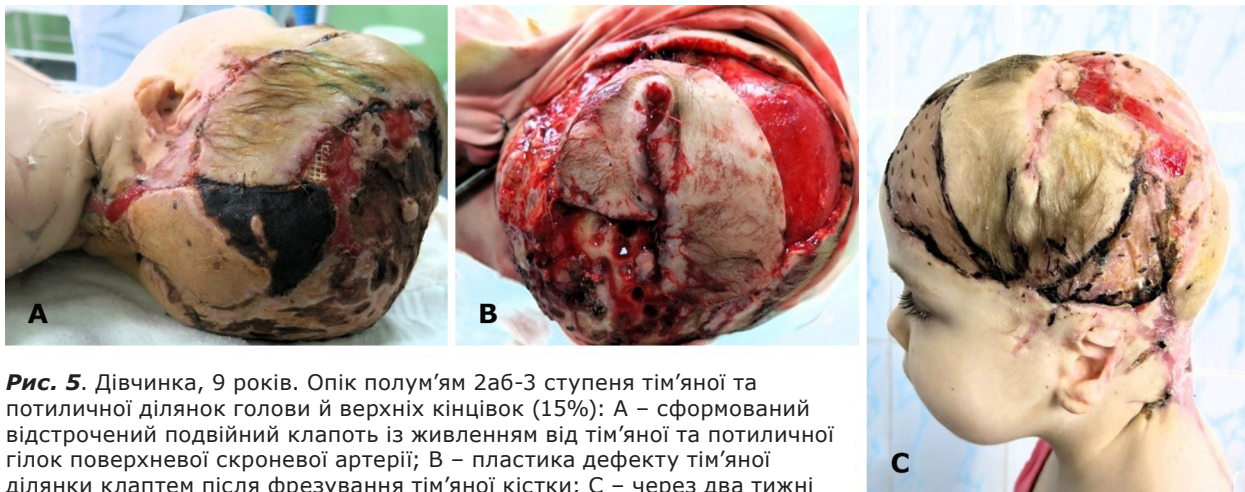 A
B
C
Рис. 5. Дівчинка, 9 років. Опік полум’ям 2аб-3 ступеня тім’яної та
потиличної ділянок голови й верхніх кінцівок (15%): А – сформований
відстрочений подвійний клапоть із живленням від тім’яної та потиличної
гілок поверхневої скроневої артерії; В – пластика дефекту тім’яної
ділянки клаптем після фрезування тім’яної кістки; С – через два тижні